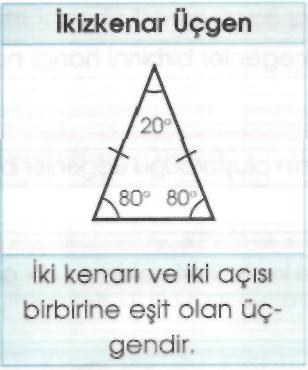 İkizkenar Üçgen
20°
80° 80°
İki kenarı ve iki açısı
birbirine eşit olan üç-
gendir.